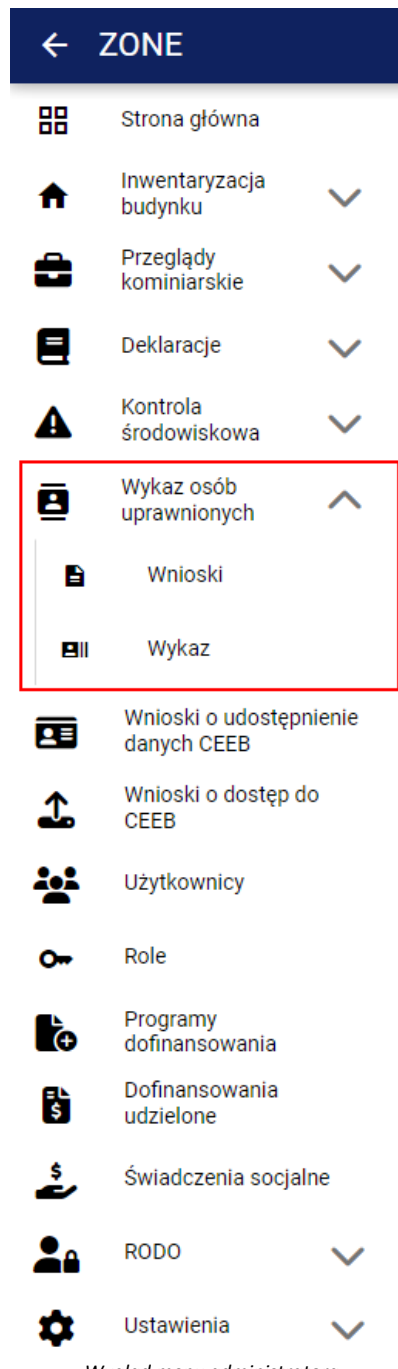 ZONE
Strona główna
Inwentaryzacja
budynku
Przeglądy
kominiarskie
Deklaracje
Kontrola
środowiskowa
Wykaz osób
uprawnionych
Wnioski
Wykaz
Wnioski o udostępnienie
danych CEEB
Wnioski o dostęp do
CEEB
Użytkownicy
Role
Programy
dofinansowania
Dofinansowania
udzielone
Świadczenia socjalne
RODO
Ustawienia